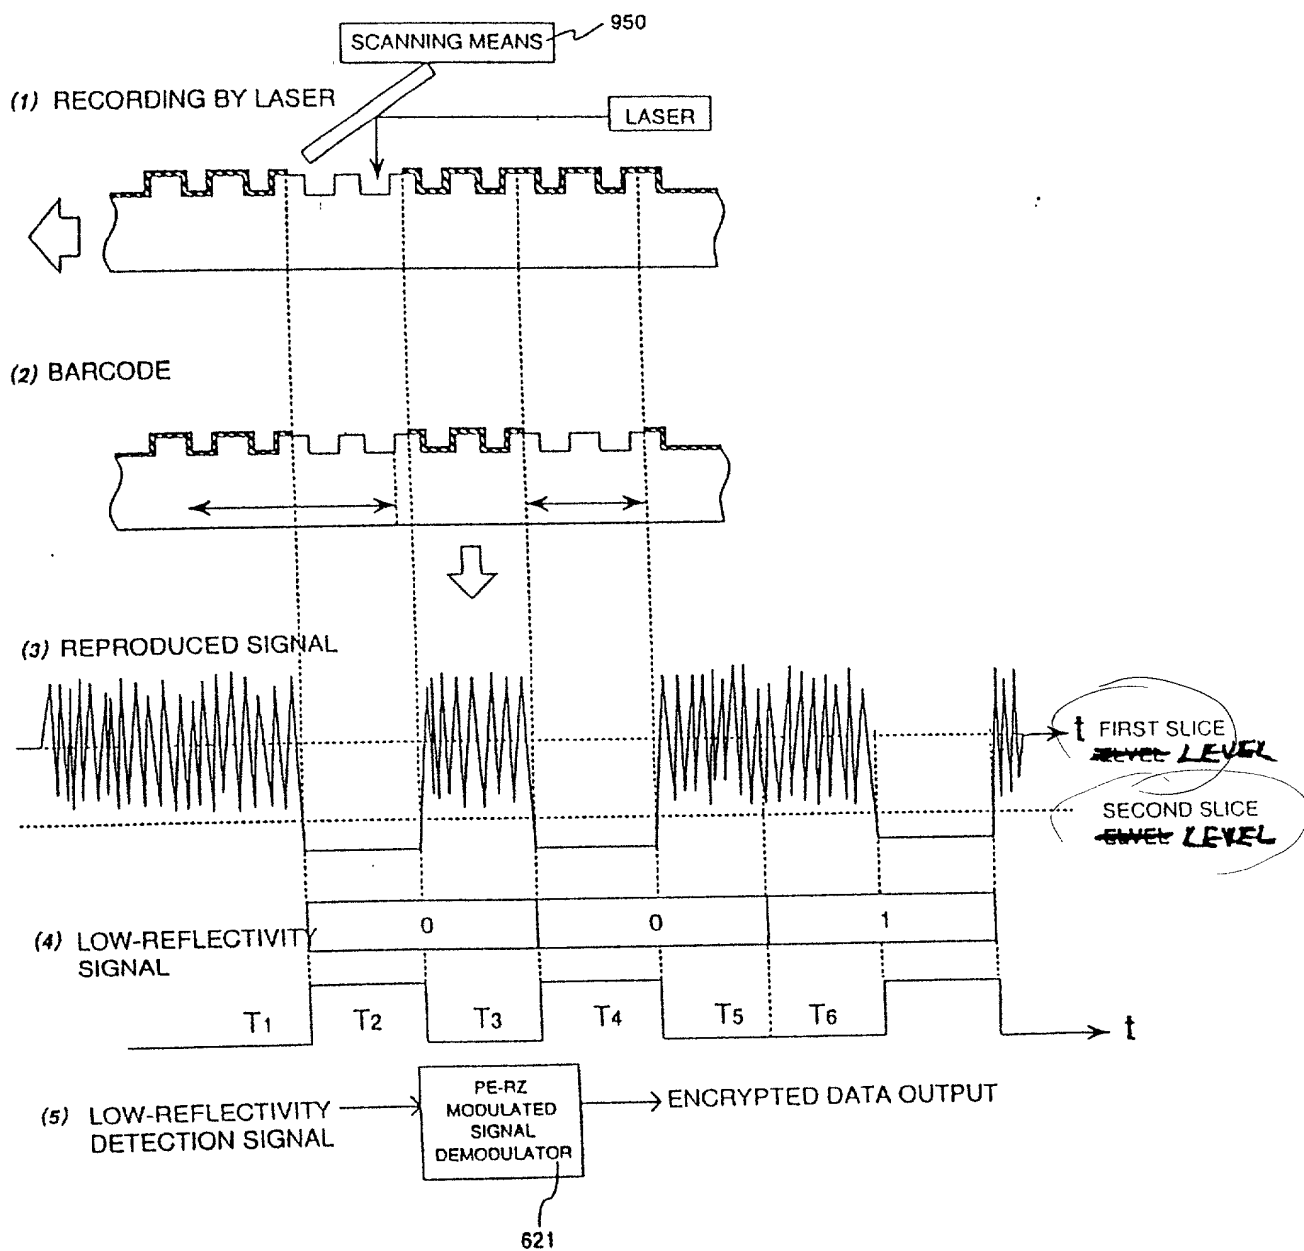 950
SCANNING MEANS
(1) RECORDING BY LASER
LASER
(2) BARCODE
(3) REPRODUCED SIGNAL
t
FIRST SLICE
ELVEL LEVEL
SECOND SLICE
ELVEL LEVEL
0 0 1
(4) LOW-REFLECTIVITY
SIGNAL
T1 T2 T3 T4 T5 T6
t
(5) LOW-REFLECTIVITY
DETECTION SIGNAL
PE-RZ
MODULATED
SIGNAL
DEMODULATOR
ENCRYPTED DATA OUTPUT
621